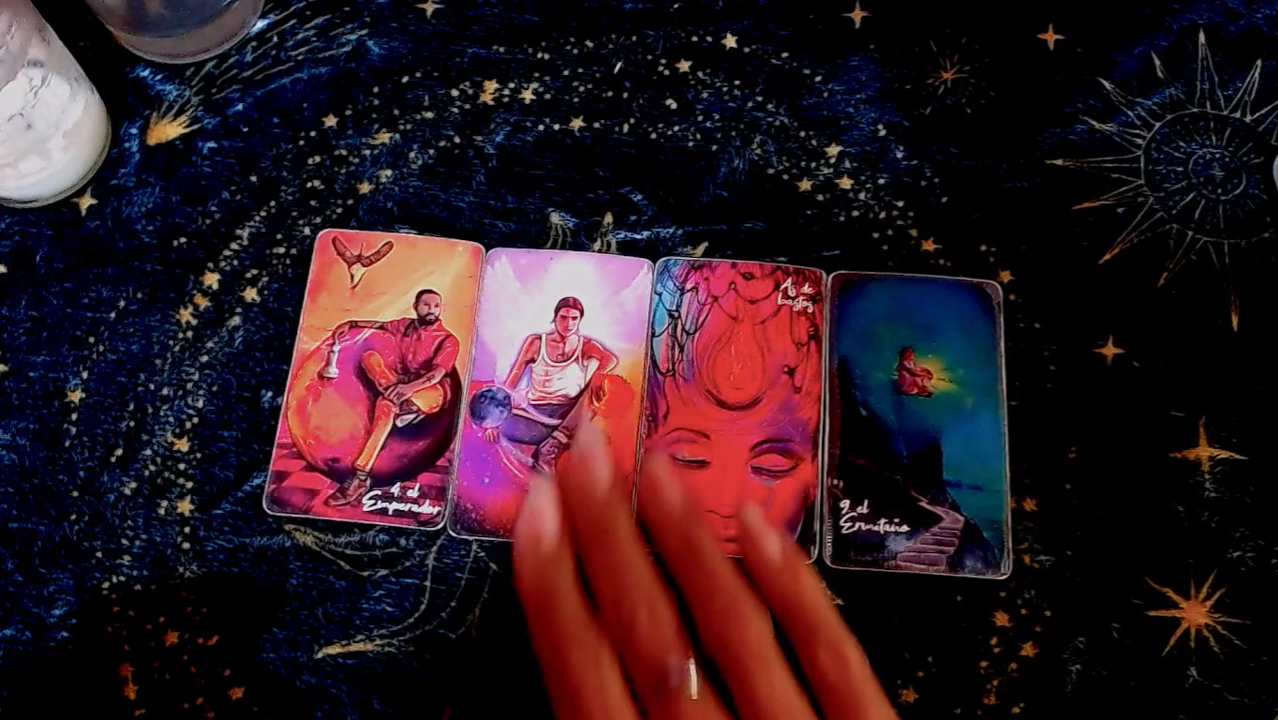 4 el
Emperador
As de
bastos
9 el
Ermitaño